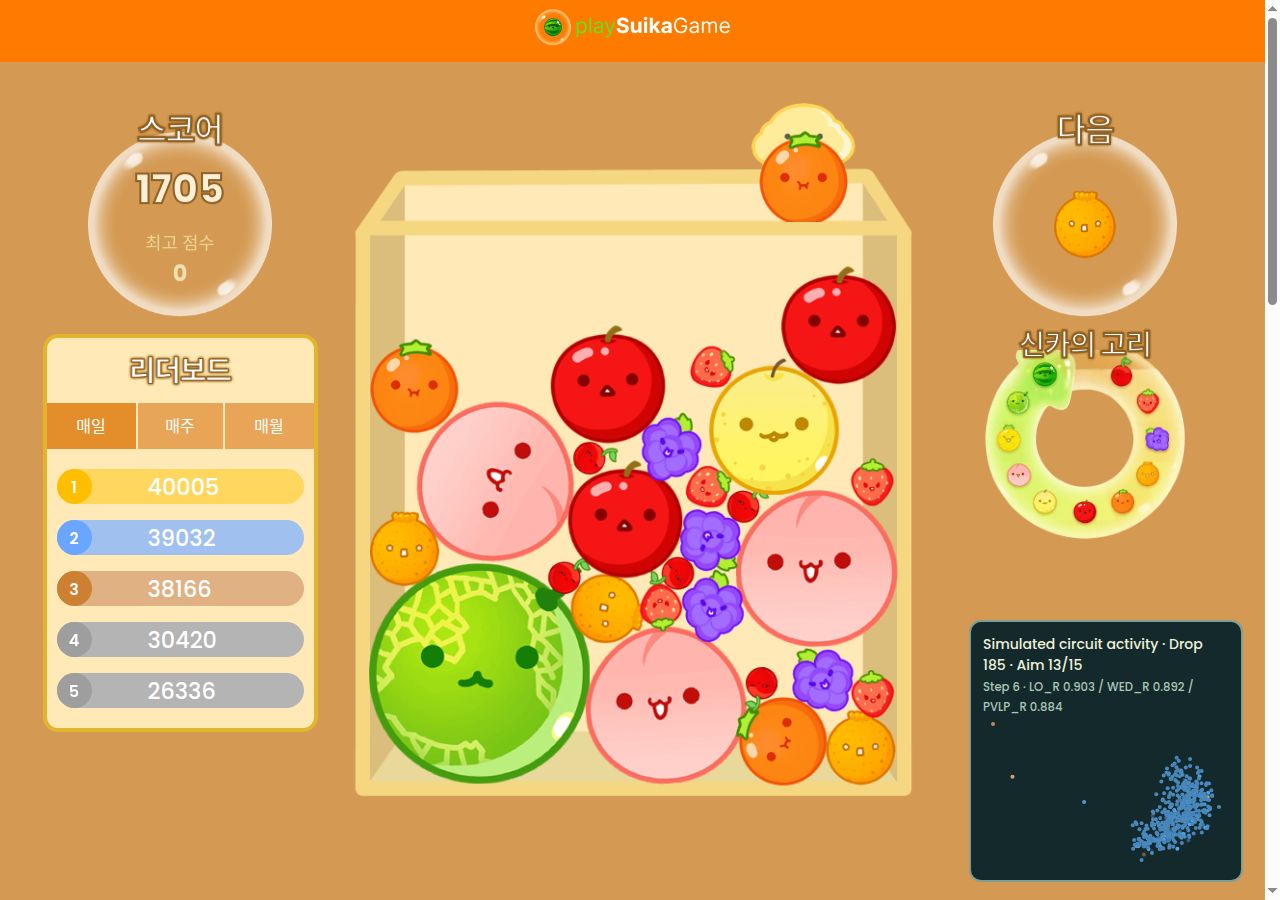 playSuikaGame
스코어
1705
최고 점수
0
다음
신카의 고리
리더보드
매일 매주 매월
1 40005
2 39032
3 38166
4 30420
5 26336
Simulated circuit activity · Drop
185 · Aim 13/15
Step 6 · LO_R 0.903 / WED_R 0.892 /
PVLP_R 0.884